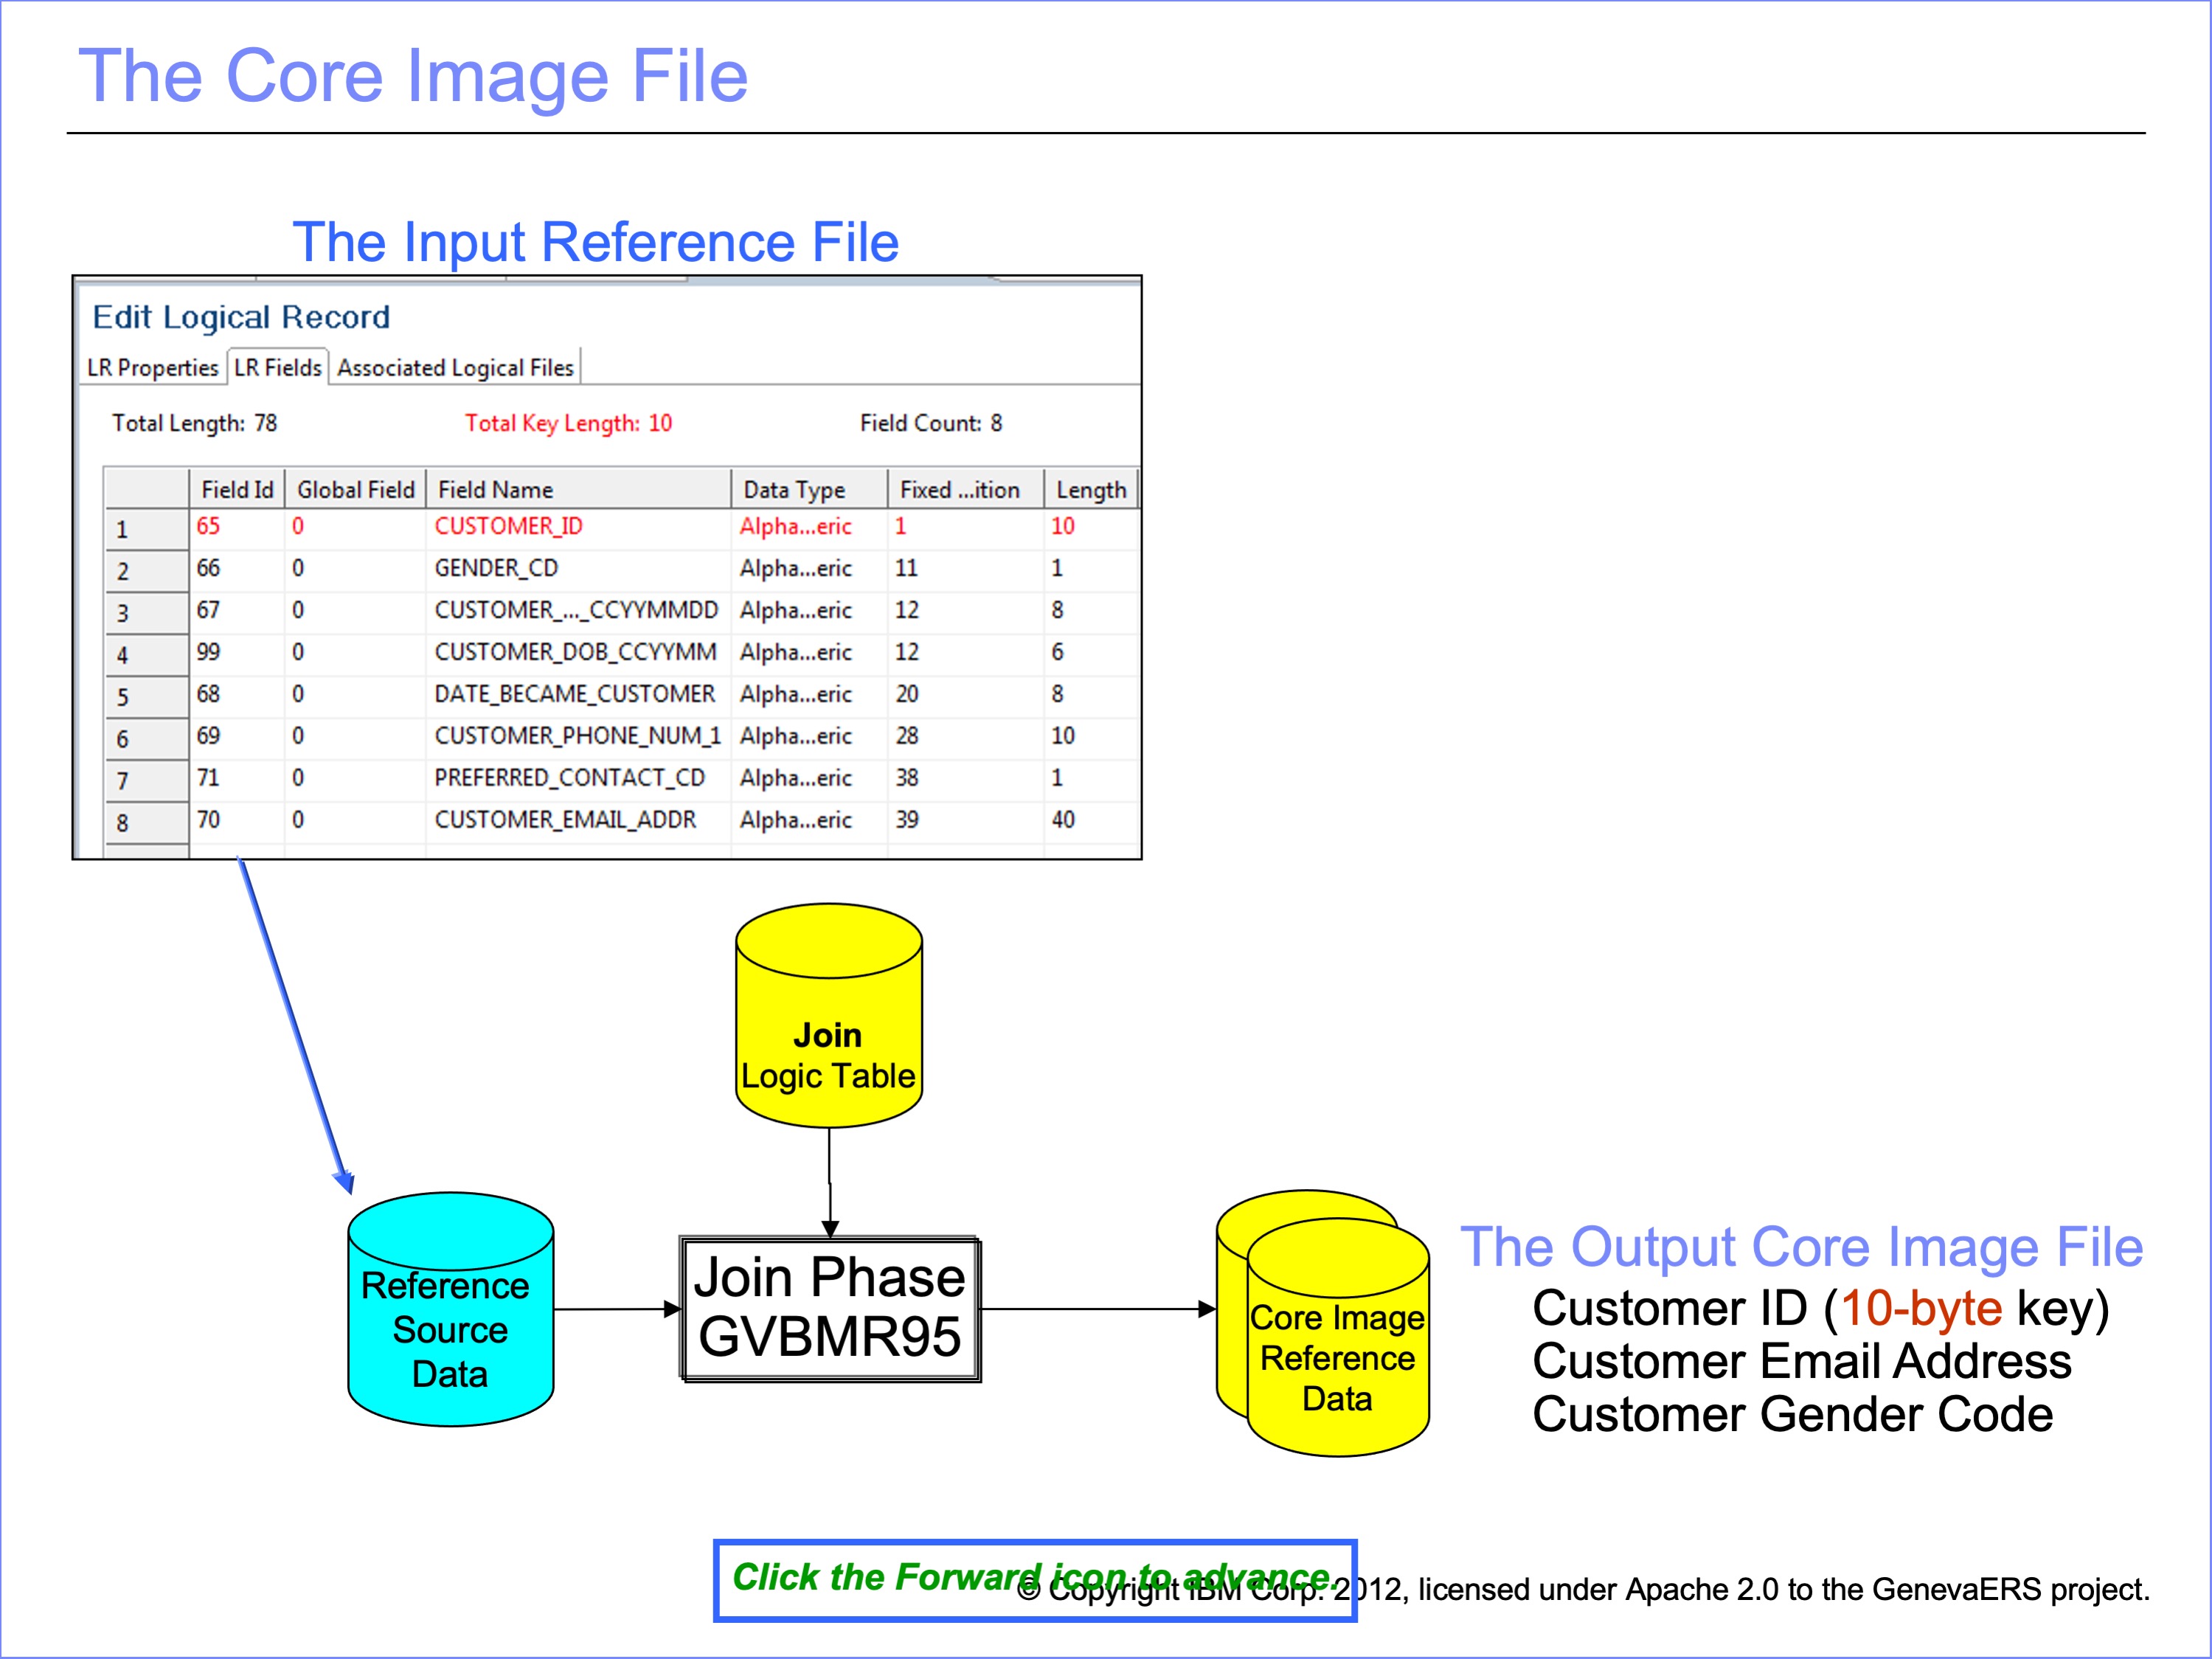 The Core Image File
The Input Reference File
Edit Logical Record
LR Properties LR Fields Associated Logical Files
Total Length: 78 Total Key Length: 10 Field Count: 8
Field Id Global Field Field Name Data Type Fixed ...ition Length
1 65 0 CUSTOMER_ID Alpha...eric 1 10
2 66 0 GENDER_CD Alpha...eric 11 1
3 67 0 CUSTOMER_..._CCYYMMDD Alpha...eric 12 8
4 99 0 CUSTOMER_DOB_CCYYMM Alpha...eric 12 6
5 68 0 DATE_BECAME_CUSTOMER Alpha...eric 20 8
6 69 0 CUSTOMER_PHONE_NUM_1 Alpha...eric 28 10
7 71 0 PREFERRED_CONTACT_CD Alpha...eric 38 1
8 70 0 CUSTOMER_EMAIL_ADDR Alpha...eric 39 40
Join
Logic Table
Reference
Source
Data
Join Phase
GVBMR95
Core Image
Reference
Data
The Output Core Image File
Customer ID (10-byte key)
Customer Email Address
Customer Gender Code
Click the Forward icon to advance.
© Copyright IBM Corp. 2012, licensed under Apache 2.0 to the GenevaERS project.